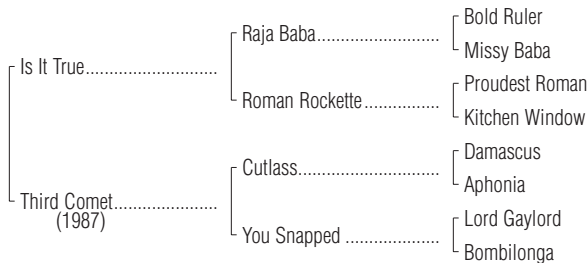 Bold Ruler
Raja Baba
Missy Baba
Is It True
Proudest Roman
Roman Rockette
Kitchen Window
Damascus
Cutlass
Aphonia
Third Comet
(1987)
Lord Gaylord
You Snapped
Bombilonga